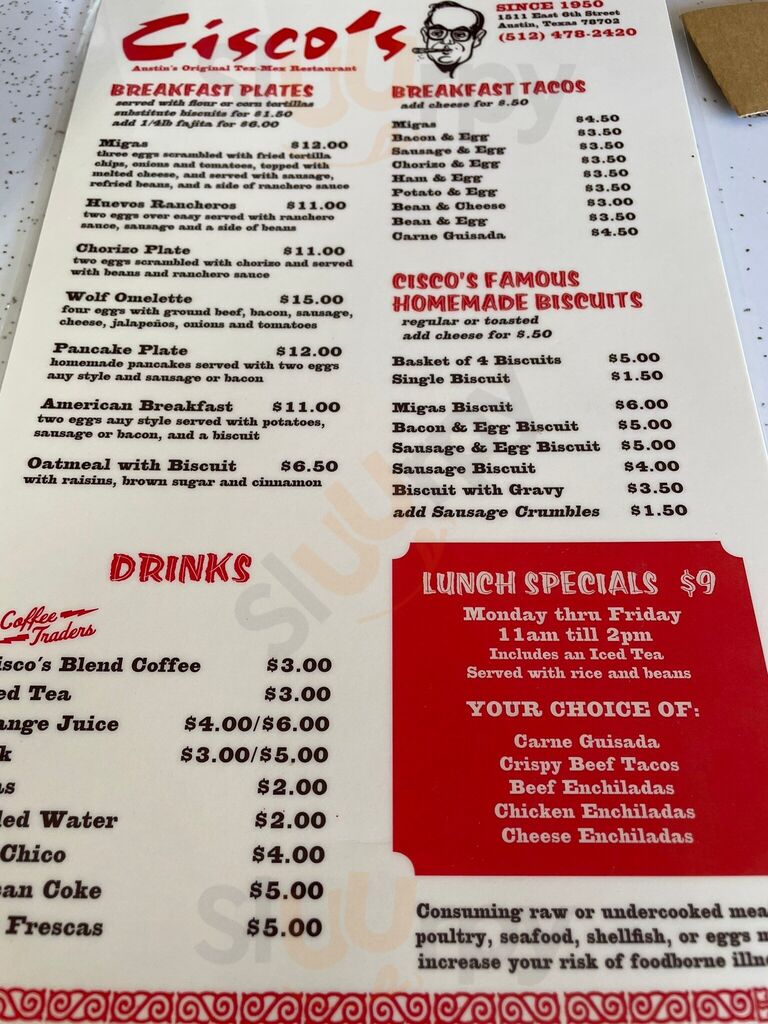 Cisco's
Austin's Original Tex-Mex Restaurant
SINCE 1950
1511 East 6th Street
Austin, Texas 78702
(512) 478-2420
BREAKFAST PLATES
served with flour or corn tortillas
substitute biscuits for $1.50
add 1/4lb fajita for $6.00
Migas $12.00
three eggs scrambled with fried tortilla
chips, onions and tomatoes, topped with
melted cheese, and served with sausage,
refried beans, and a side of ranchero sauce
Huevos Rancheros $11.00
two eggs over easy served with ranchero
sauce, sausage and a side of beans
Chorizo Plate $11.00
two eggs scrambled with chorizo and served
with beans and ranchero sauce
Wolf Omelette $15.00
four eggs with ground beef, bacon, sausage,
cheese, jalapeños, onions and tomatoes
Pancake Plate $12.00
homemade pancakes served with two eggs
any style and sausage or bacon
American Breakfast $11.00
two eggs any style served with potatoes,
sausage or bacon, and a biscuit
Oatmeal with Biscuit $6.50
with raisins, brown sugar and cinnamon
DRINKS
Coffee
Traders
isco's Blend Coffee $3.00
ed Tea $3.00
ange Juice $4.00/$6.00
k $3.00/$5.00
as $2.00
led Water $2.00
Chico $4.00
can Coke $5.00
Frescas $5.00
BREAKFAST TACOS
add cheese for $.50
Migas $4.50
Bacon & Egg $3.50
Sausage & Egg $3.50
Chorizo & Egg $3.50
Ham & Egg $3.50
Potato & Egg $3.50
Bean & Cheese $3.00
Bean & Egg $3.50
Carne Guisada $4.50
CISCO'S FAMOUS
HOMEMADE BISCUITS
regular or toasted
add cheese for $.50
Basket of 4 Biscuits $5.00
Single Biscuit $1.50
Migas Biscuit $6.00
Bacon & Egg Biscuit $5.00
Sausage & Egg Biscuit $5.00
Sausage Biscuit $4.00
Biscuit with Gravy $3.50
add Sausage Crumbles $1.50
LUNCH SPECIALS $9
Monday thru Friday
11am till 2pm
Includes an Iced Tea
Served with rice and beans
YOUR CHOICE OF:
Carne Guisada
Crispy Beef Tacos
Beef Enchiladas
Chicken Enchiladas
Cheese Enchiladas
Consuming raw or undercooked mea
poultry, seafood, shellfish, or eggs m
increase your risk of foodborne illn
sluurpy
sluurpy
sluurpy